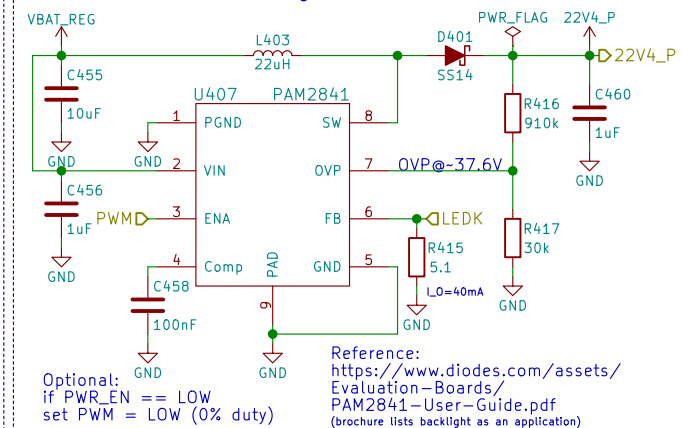 VBAT_REG
PWR_FLAG
22V4_P
L403
22uH
D401
SS14
22V4_P
C455
10uF
GND
U407
PAM2841
R416
910k
C460
1uF
GND
1
PGND
SW
8
GND
2
VIN
OVP
7
OVP@~37.6V
C456
1uF
GND
PWM
3
ENA
FB
6
LEDK
R417
30k
GND
4
Comp
GND
5
R415
5.1
I_O=40mA
GND
PAD
9
C458
100nF
GND
GND
Optional:
if PWR_EN == LOW
set PWM = LOW (0% duty)
Reference:
https://www.diodes.com/assets/
Evaluation-Boards/
PAM2841-User-Guide.pdf
(brochure lists backlight as an application)